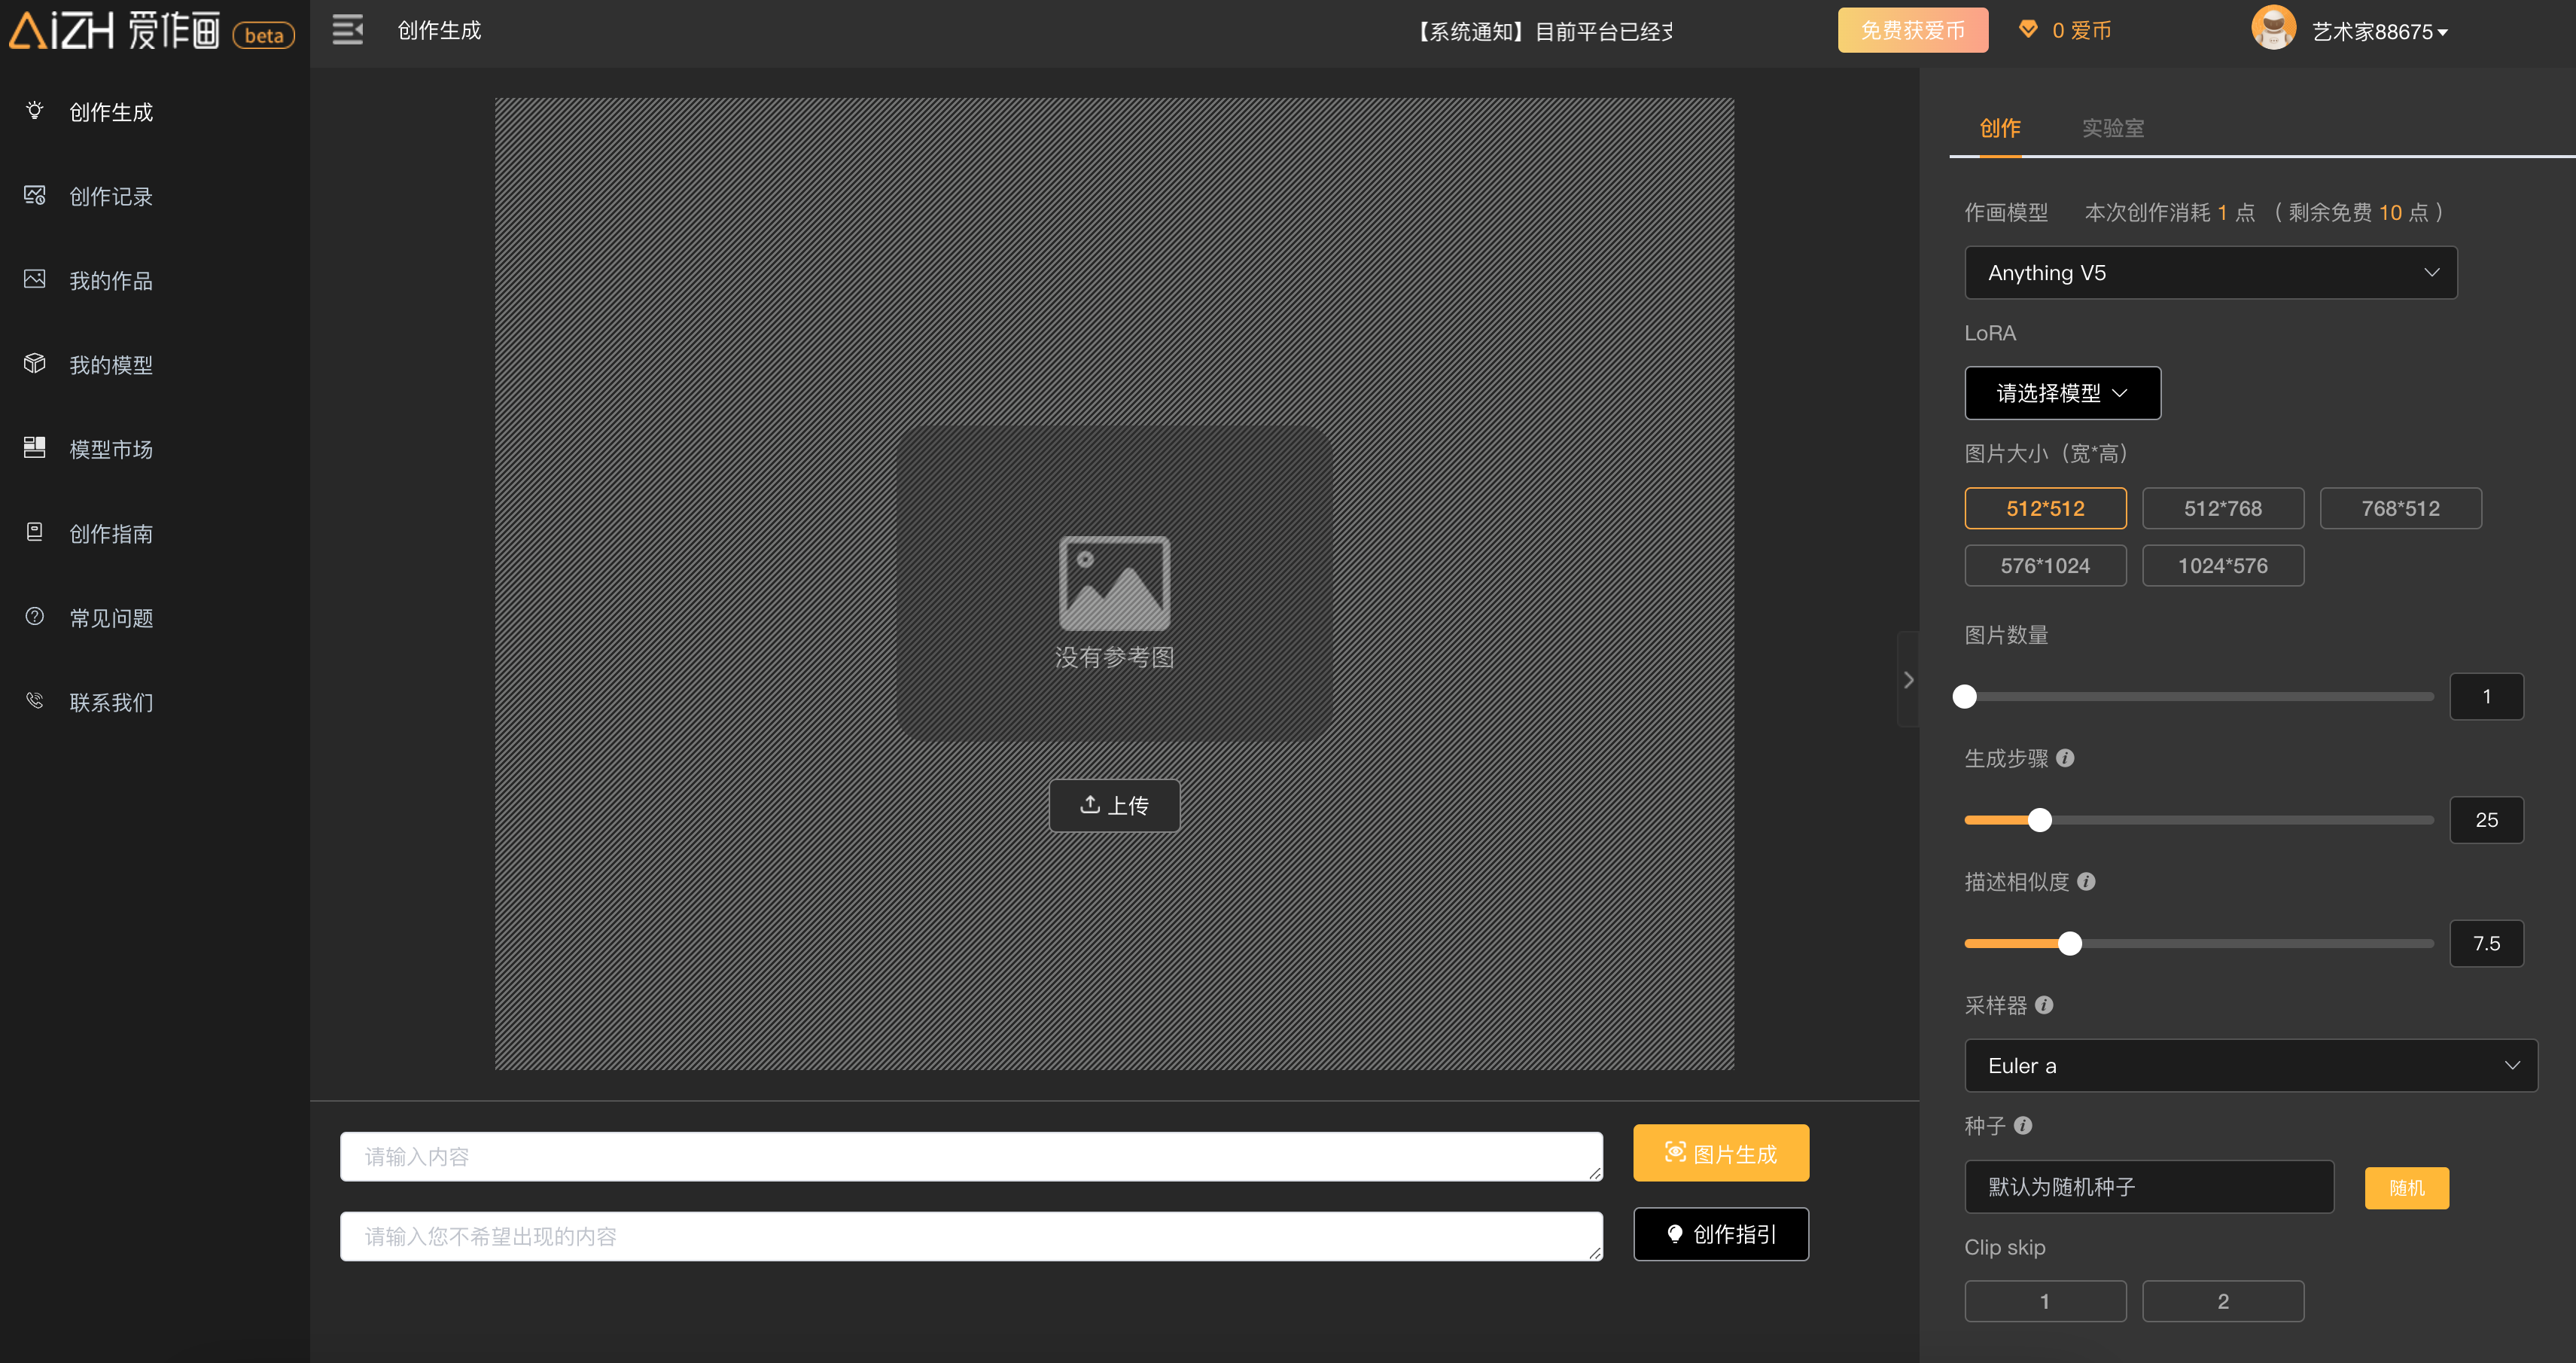 AiZH 爱作画 beta
创作生成
【系统通知】目前平台已经支
免费获爱币
0 爱币
艺术家88675
创作生成
创作记录
我的作品
我的模型
模型市场
创作指南
常见问题
联系我们
没有参考图
上传
请输入内容
图片生成
请输入您不希望出现的内容
创作指引
创作 实验室
作画模型 本次创作消耗 1 点 （ 剩余免费 10 点 ）
Anything V5
LoRA
请选择模型
图片大小（宽*高）
512*512 512*768 768*512
576*1024 1024*576
图片数量
1
生成步骤
25
描述相似度
7.5
采样器
Euler a
种子
默认为随机种子 随机
Clip skip
1 2